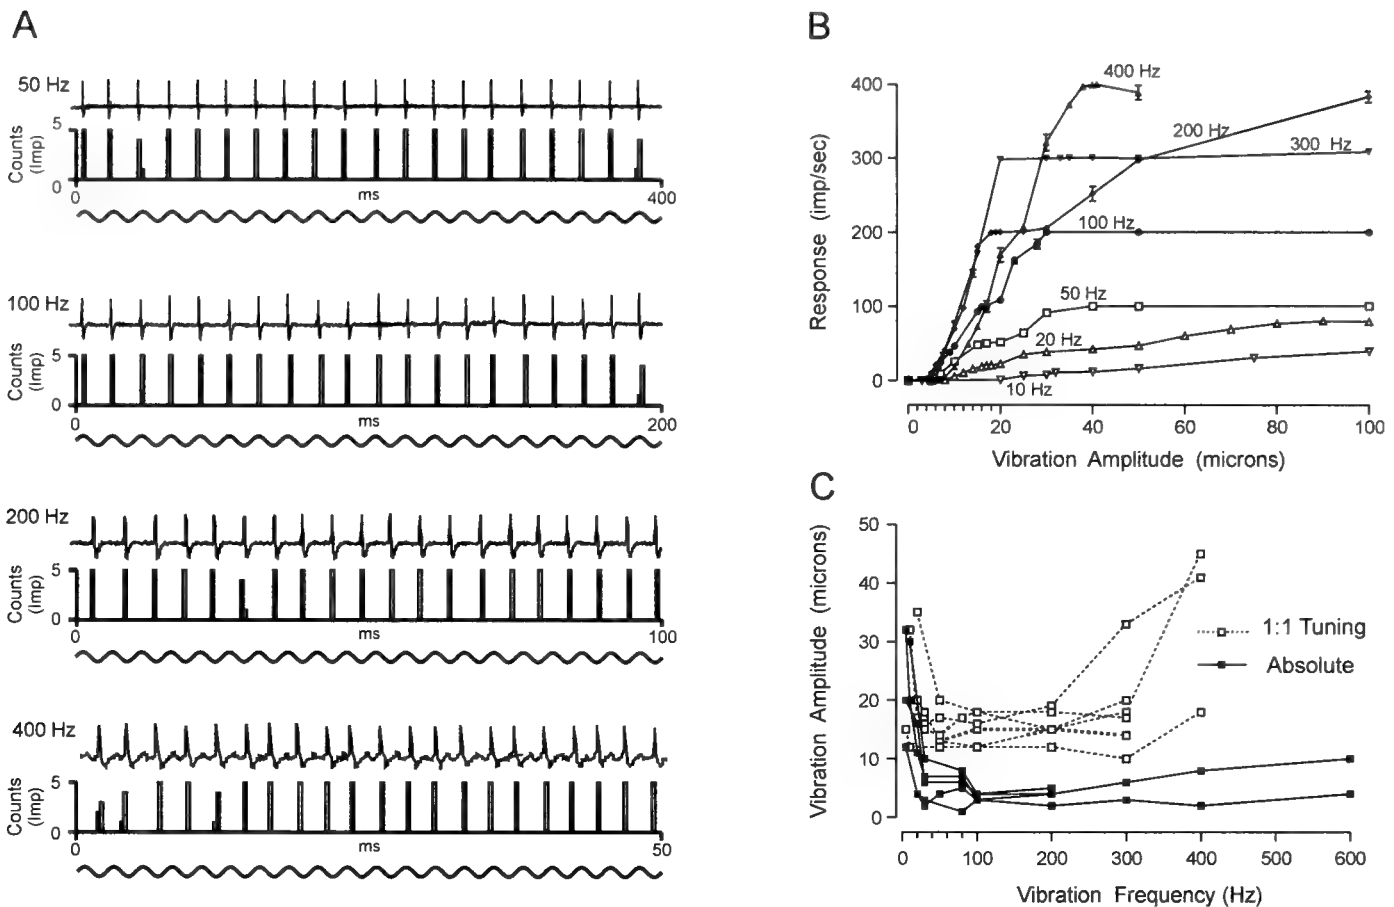 A
50 Hz
Counts
(Imp)
5
0
0
ms
400
100 Hz
Counts
(Imp)
5
0
0
ms
200
200 Hz
Counts
(Imp)
5
0
0
ms
100
400 Hz
Counts
(Imp)
5
0
0
ms
50
B
Response (imp/sec)
400
300
200
100
0
400 Hz
200 Hz
300 Hz
100 Hz
50 Hz
20 Hz
10 Hz
0 20 40 60 80 100
Vibration Amplitude (microns)
C
Vibration Amplitude (microns)
50
40
30
20
10
0
1:1 Tuning
Absolute
0 100 200 300 400 500 600
Vibration Frequency (Hz)